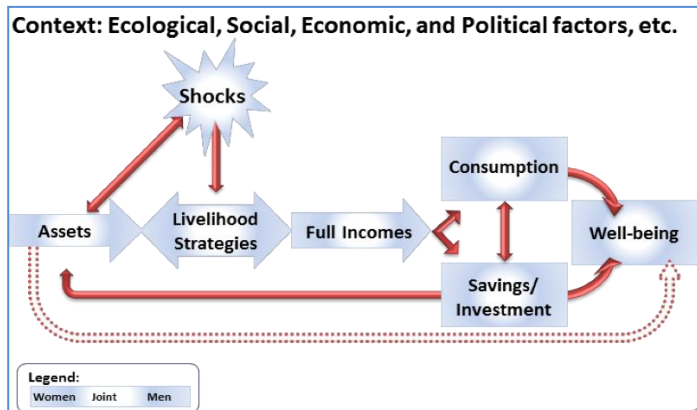 Context: Ecological, Social, Economic, and Political factors, etc.
Shocks
Consumption
Assets
Livelihood
Strategies
Full Incomes
Well-being
Savings/
Investment
Legend:
Women Joint Men